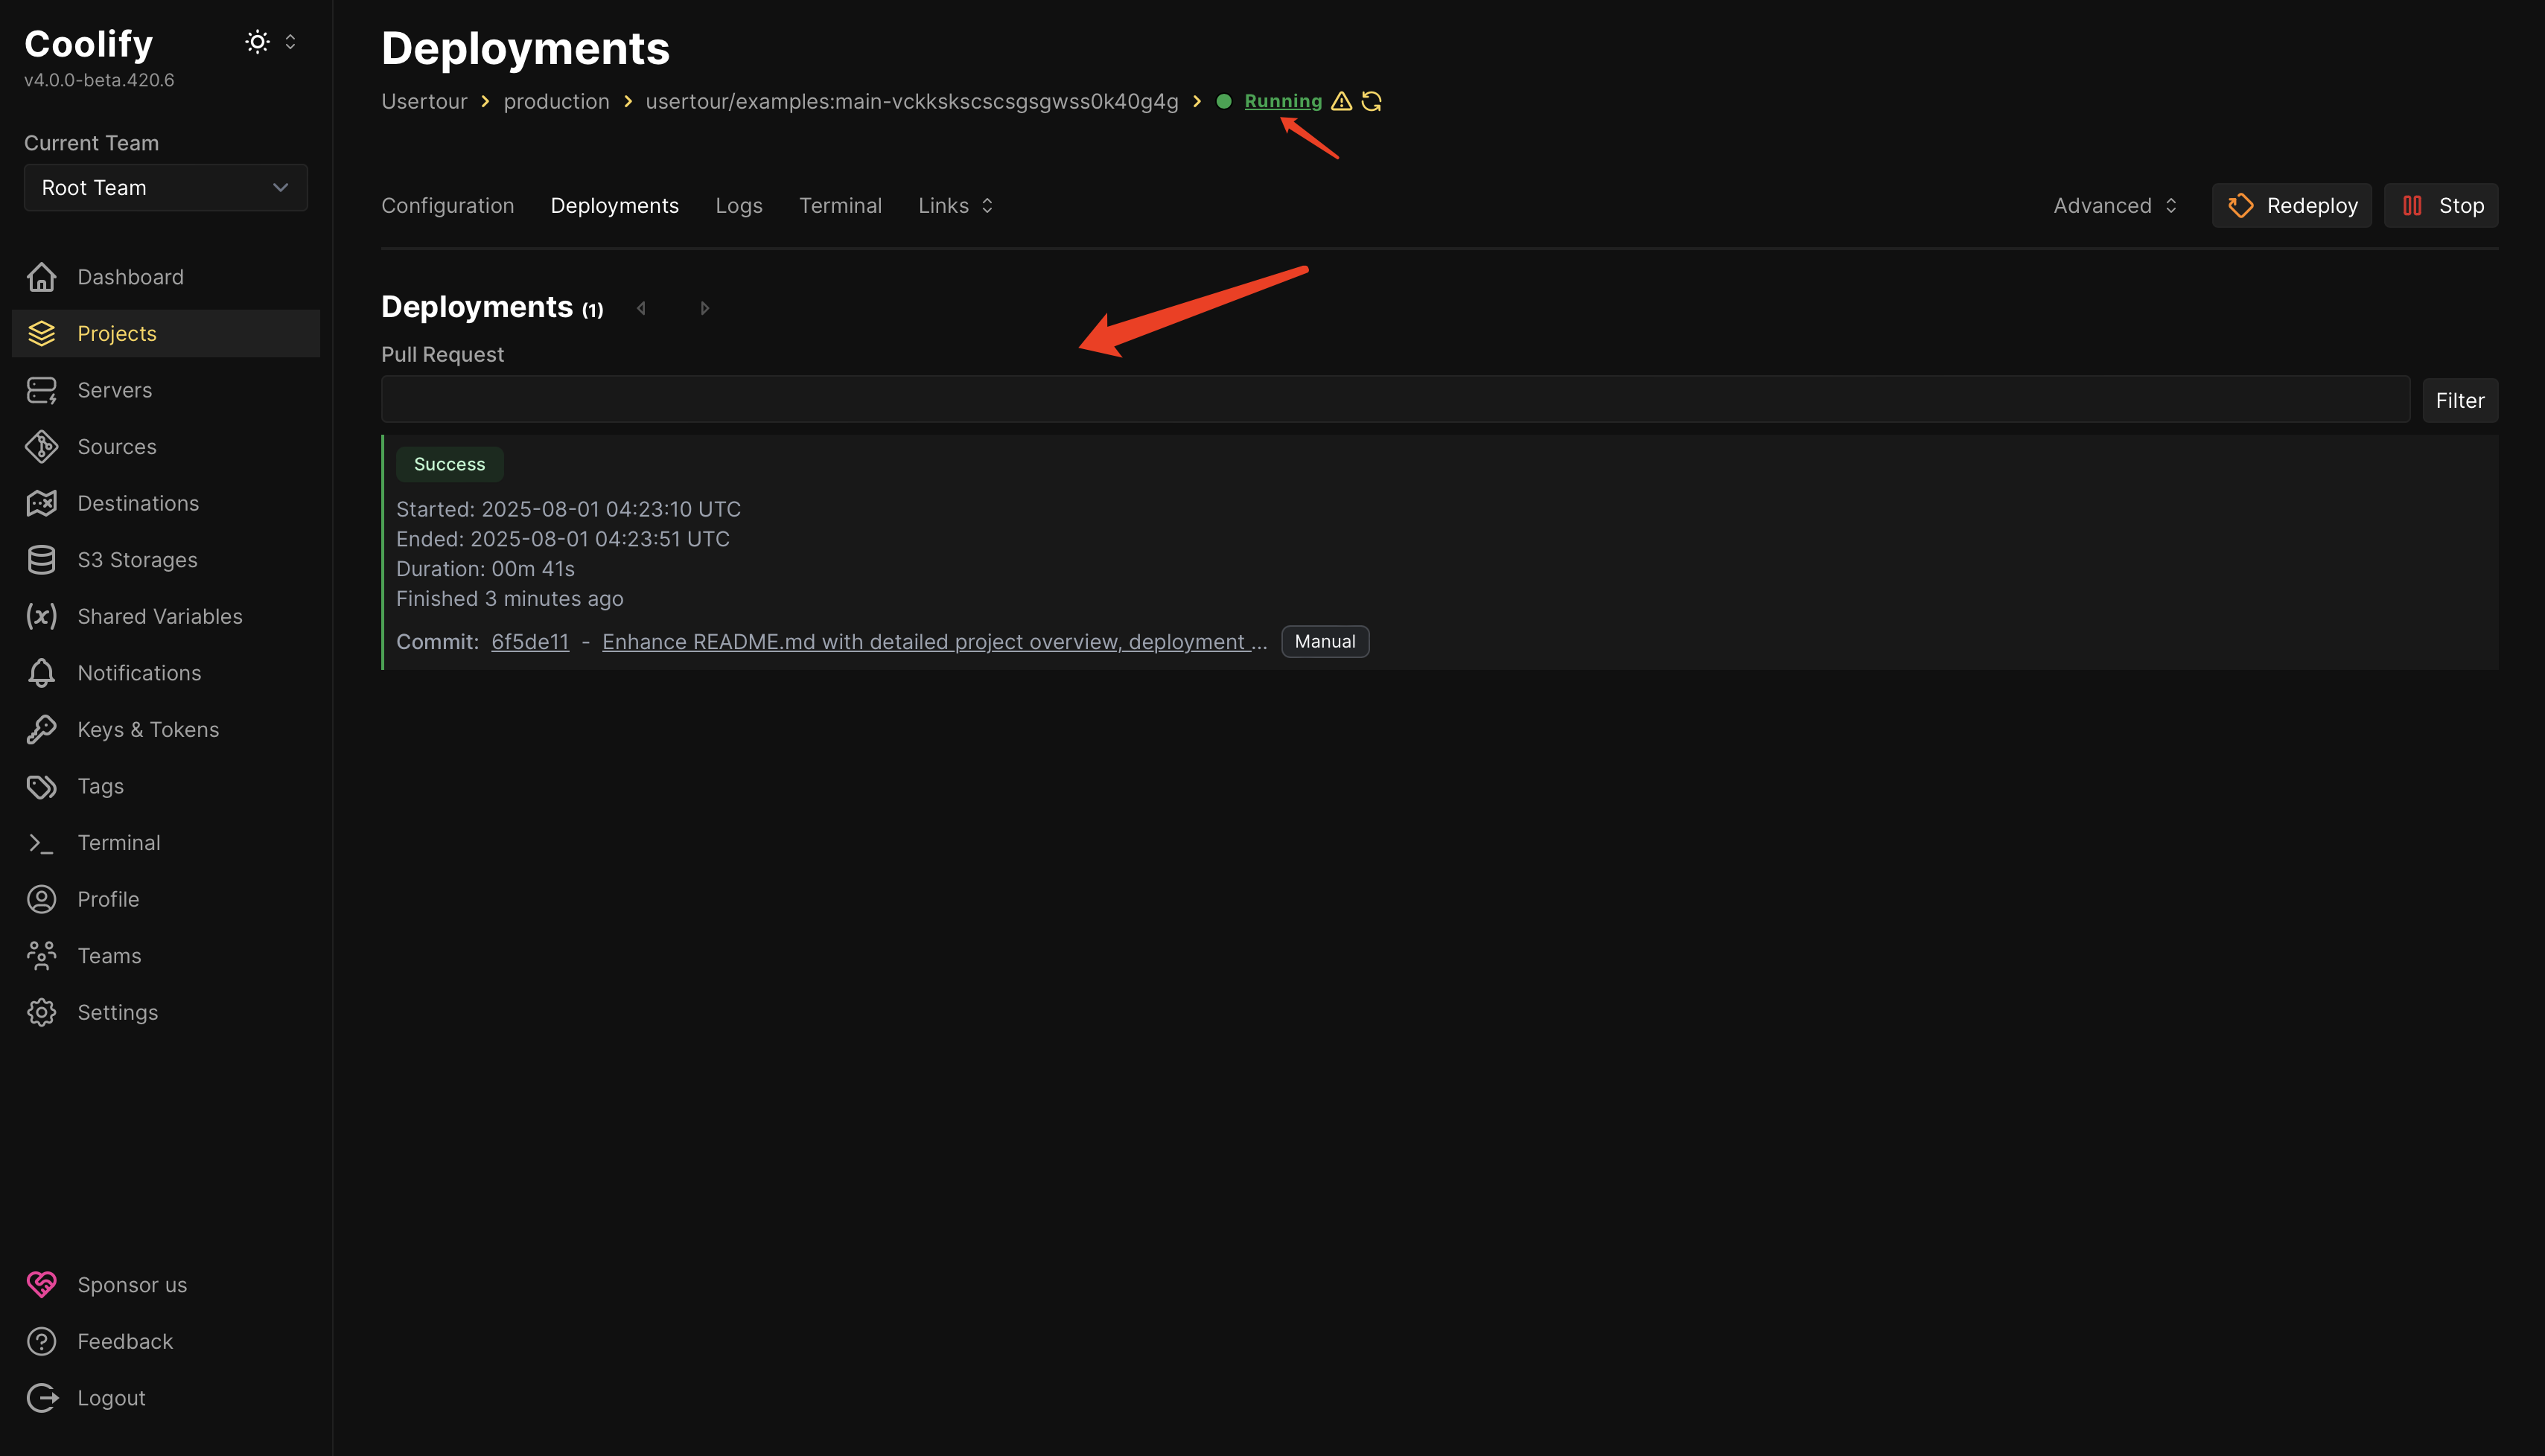 Coolify
v4.0.0-beta.420.6
Current Team
Root Team
Dashboard
Projects
Servers
Sources
Destinations
S3 Storages
Shared Variables
Notifications
Keys & Tokens
Tags
Terminal
Profile
Teams
Settings
Sponsor us
Feedback
Logout
Deployments
Usertour production usertour/examples:main-vckkskscscsgsgwss0k40g4g Running
Configuration Deployments Logs Terminal Links Advanced Redeploy Stop
Deployments (1)
Pull Request
Filter
Success
Started: 2025-08-01 04:23:10 UTC
Ended: 2025-08-01 04:23:51 UTC
Duration: 00m 41s
Finished 3 minutes ago
Commit: 6f5de11 - Enhance README.md with detailed project overview, deployment ... Manual